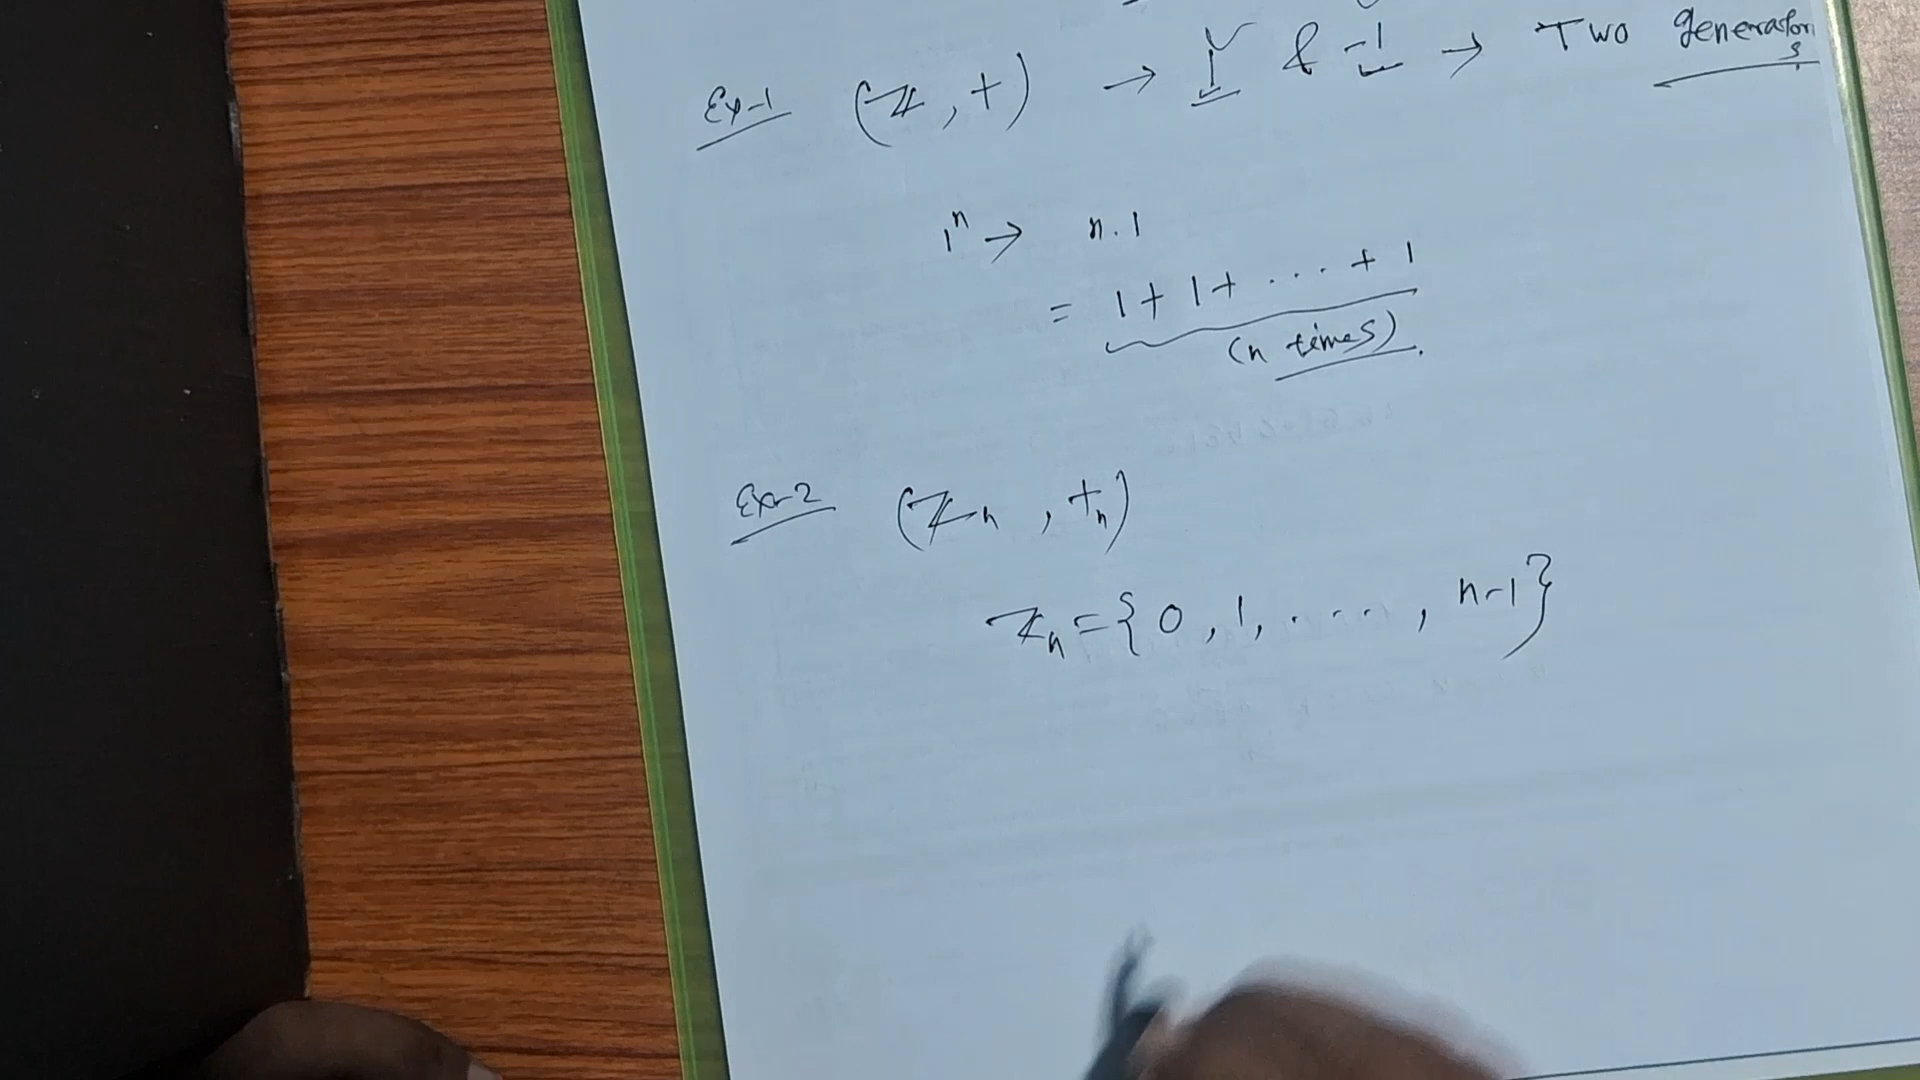 Ex-1 (ℤ, +) → 1 & -1 → Two generators
1ⁿ → n.1
= 1 + 1 + ... + 1
(n times).
Ex-2 (ℤₙ, +ₙ)
ℤₙ = {0, 1, ...., n-1}